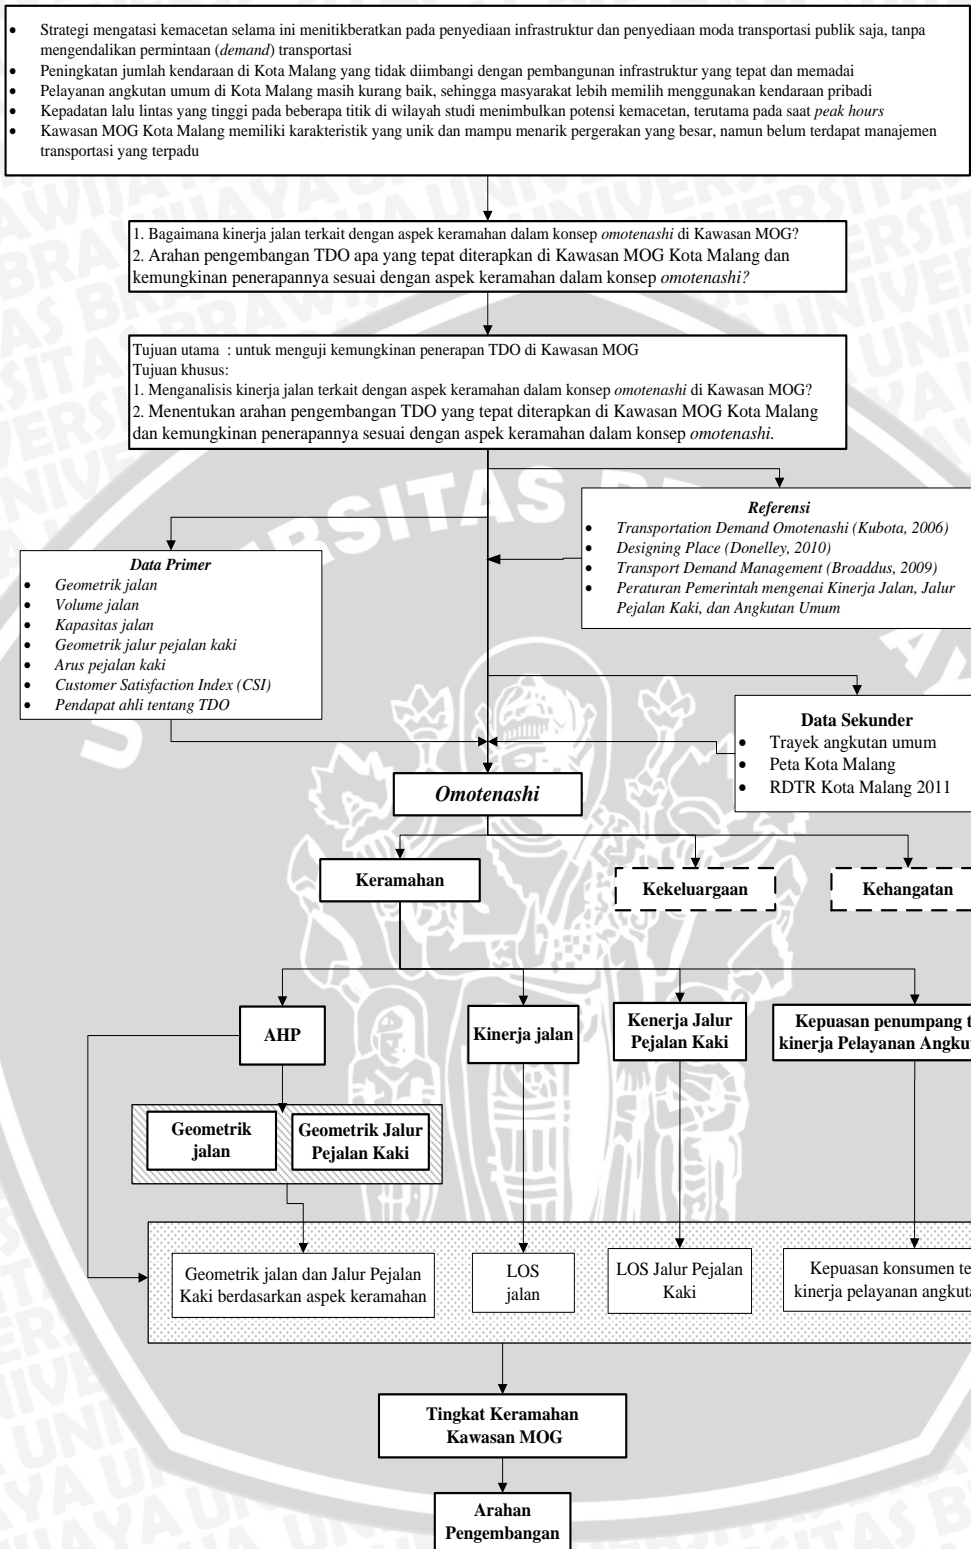 • Strategi mengatasi kemacetan selama ini menitikberatkan pada penyediaan infrastruktur dan penyediaan moda transportasi publik saja, tanpa
mengendalikan permintaan (demand) transportasi
• Peningkatan jumlah kendaraan di Kota Malang yang tidak diimbangi dengan pembangunan infrastruktur yang tepat dan memadai
• Pelayanan angkutan umum di Kota Malang masih kurang baik, sehingga masyarakat lebih memilih menggunakan kendaraan pribadi
• Kepadatan lalu lintas yang tinggi pada beberapa titik di wilayah studi menimbulkan potensi kemacetan, terutama pada saat peak hours
• Kawasan MOG Kota Malang memiliki karakteristik yang unik dan mampu menarik pergerakan yang besar, namun belum terdapat manajemen
transportasi yang terpadu
1. Bagaimana kinerja jalan terkait dengan aspek keramahan dalam konsep omotenashi di Kawasan MOG?
2. Arahan pengembangan TDO apa yang tepat diterapkan di Kawasan MOG Kota Malang dan
kemungkinan penerapannya sesuai dengan aspek keramahan dalam konsep omotenashi?
Tujuan utama : untuk menguji kemungkinan penerapan TDO di Kawasan MOG
Tujuan khusus:
1. Menganalisis kinerja jalan terkait dengan aspek keramahan dalam konsep omotenashi di Kawasan MOG?
2. Menentukan arahan pengembangan TDO yang tepat diterapkan di Kawasan MOG Kota Malang
dan kemungkinan penerapannya sesuai dengan aspek keramahan dalam konsep omotenashi.
Referensi
• Transportation Demand Omotenashi (Kubota, 2006)
• Designing Place (Donelley, 2010)
• Transport Demand Management (Broaddus, 2009)
• Peraturan Pemerintah mengenai Kinerja Jalan, Jalur
Pejalan Kaki, dan Angkutan Umum
Data Primer
• Geometrik jalan
• Volume jalan
• Kapasitas jalan
• Geometrik jalur pejalan kaki
• Arus pejalan kaki
• Customer Satisfaction Index (CSI)
• Pendapat ahli tentang TDO
Data Sekunder
• Trayek angkutan umum
• Peta Kota Malang
• RDTR Kota Malang 2011
Omotenashi
Keramahan
Kekeluargaan
Kehangatan
AHP
Kinerja jalan
Kenerja Jalur
Pejalan Kaki
Kepuasan penumpang
kinerja Pelayanan
Geometrik
jalan
Geometrik Jalur
Pejalan Kaki
Geometrik jalan dan Jalur Pejalan
Kaki berdasarkan aspek keramahan
LOS
jalan
LOS Jalur Pejalan
Kaki
Kepuasan konsumen
kinerja pelayanan
Tingkat Keramahan
Kawasan MOG
Arahan
Pengembangan